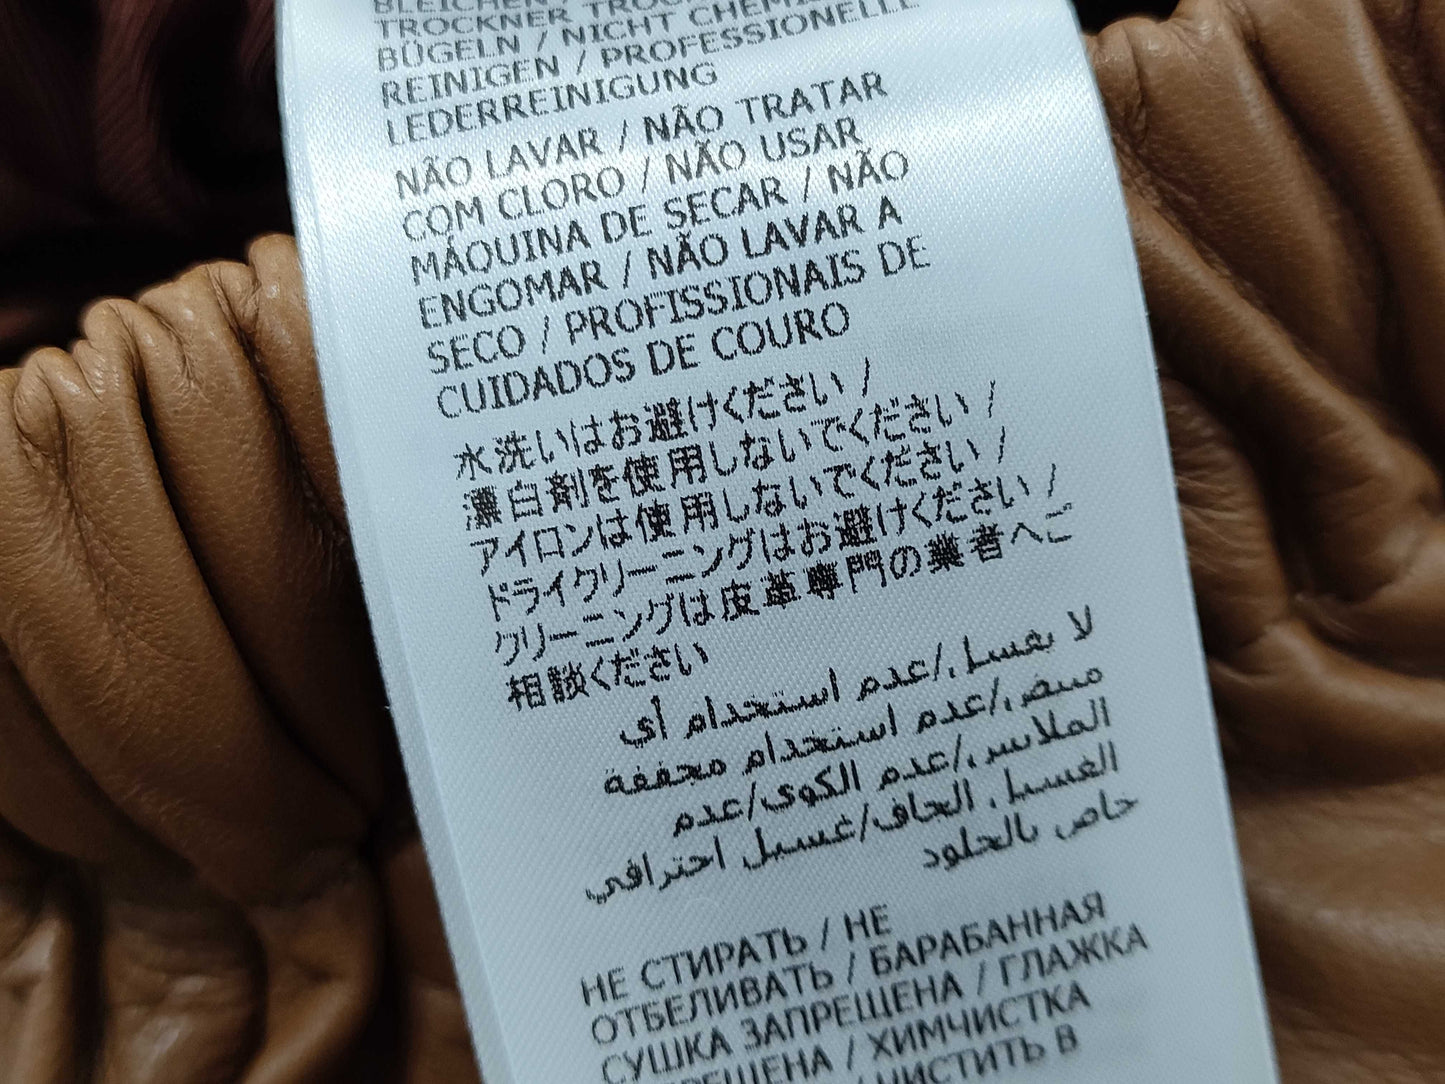 BLEICHEN /
TROCKNER TROC
BÜGELN / NICHT CHEMIS
REINIGEN / PROFESSIONELLE
LEDERREINIGUNG
NÃO LAVAR / NÃO TRATAR
COM CLORO / NÃO USAR
MÁQUINA DE SECAR / NÃO
ENGOMAR / NÃO LAVAR A
SECO / PROFISSIONAIS DE
CUIDADOS DE COURO
水洗いはお避けください /
漂白剤を使用しないでください /
アイロンは使用しないでください /
ドライクリーニングはお避けください /
クリーニングは皮革専門の業者へご
相談ください
لا يغسل./عدم استخدام أي
مبيض./عدم استخدام مجففة
الملابس./عدم الكوي/عدم
الغسيل الجاف/غسيل احترافي
خاص بالجلود
НЕ СТИРАТЬ / НЕ
ОТБЕЛИВАТЬ / БАРАБАННАЯ
СУШКА ЗАПРЕЩЕНА / ГЛАЖКА
ПРЕЩЕНА / ХИМЧИСТКА
ЧИСТИТЬ В